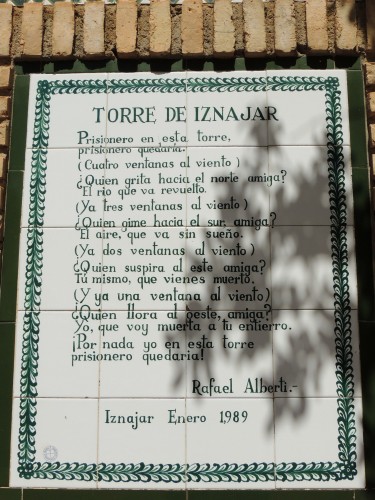 TORRE DE IZNAJAR
Prisionero en esta torre,
prisionero quedaría.
(Cuatro ventanas al viento)
¿Quien grita hacia el norte amiga?
El río que va revuelto.
(Ya tres ventanas al viento)
¿Quien gime hacia el sur, amiga?
El aire, que va sin sueño.
(Ya dos ventanas al viento)
¿Quien suspira al este amiga?
Tú mismo, que vienes muerto.
(Y ya una ventana al viento)
¿Quien llora al oeste, amiga?
Yo, que voy muerta a tu entierro.
¡Por nada yo en esta torre
prisionero quedaría!
Rafael Alberti.-
Iznajar Enero 1,989